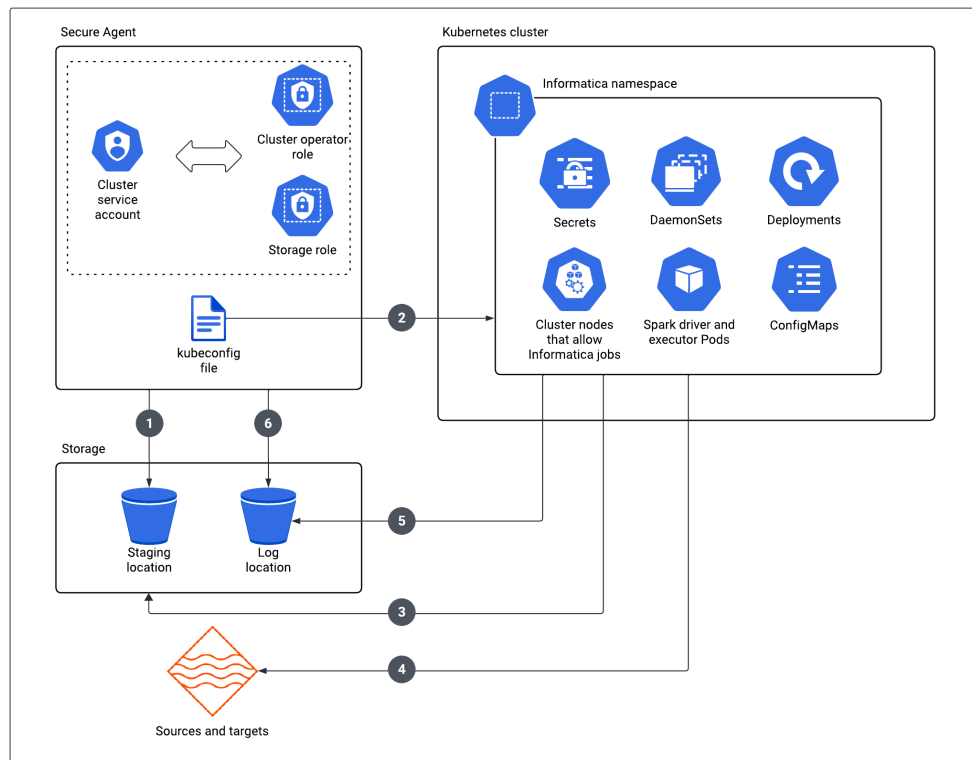 Secure Agent
Kubernetes cluster
Informatica namespace
Cluster operator
role
Cluster
service
account
Storage role
Secrets
DaemonSets
Deployments
Cluster nodes
that allow
Informatica jobs
Spark driver and
executor Pods
ConfigMaps
kubeconfig
file
2
1
6
Storage
Staging
location
Log
location
5
3
4
Sources and targets